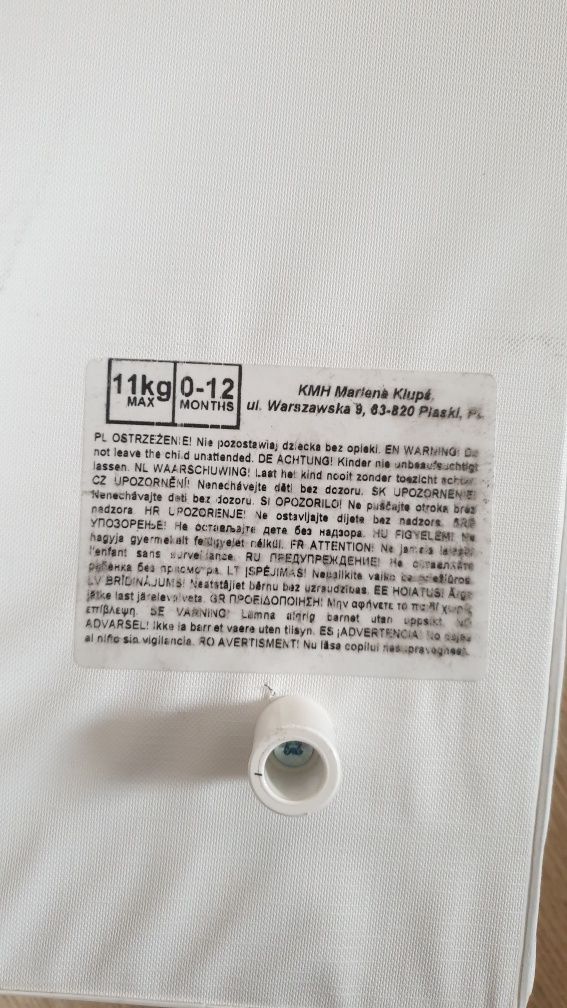 11kg
MAX
0-12
MONTHS
KMH Marlena Klupś,
ul. Warszawska 9, 63-820 Piaski, PL
PL OSTRZEŻENIE! Nie pozostawiaj dziecka bez opieki. EN WARNING! Do
not leave the child unattended. DE ACHTUNG! Kinder nie unbeaufsichtigt
lassen. NL WAARSCHUWING! Laat het kind nooit zonder toezicht achter.
CZ UPOZORNĚNÍ! Nenechávejte děti bez dozoru. SK UPOZORNENIE!
Nenechávajte deti bez dozoru. SI OPOZORILO! Ne puščajte otroka brez
nadzora. HR UPOZORENJE! Ne ostavljajte dijete bez nadzora. SRB
УПОЗОРЕЊЕ! Не остављајте дете без надзора. HU FIGYELEM! Ne
hagyja gyermekét felügyelet nélkül. FR ATTENTION! Ne jamais laisser
l'enfant sans surveillance. RU ПРЕДУПРЕЖДЕНИЕ! Не оставляйте
ребенка без присмотра. LT ĮSPĖJIMAS! Nepalikite vaiko be priežiūros.
LV BRĪDINĀJUMS! Neatstājiet bērnu bez uzraudzības. EE HOIATUS! Ärge
jätke last järelevalveta. GR ΠΡΟΕΙΔΟΠΟΙΗΣΗ! Μην αφήνετε το παιδί χωρίς
επίβλεψη. SE VARNING! Lämna aldrig barnet utan uppsikt. NO
ADVARSEL! Ikke la barret vaere uten tilsyn. ES ¡ADVERTENCIA! No dejes
al niño sin vigilancia. RO AVERTISMENT! Nu lăsa copilul nesupravegheat.